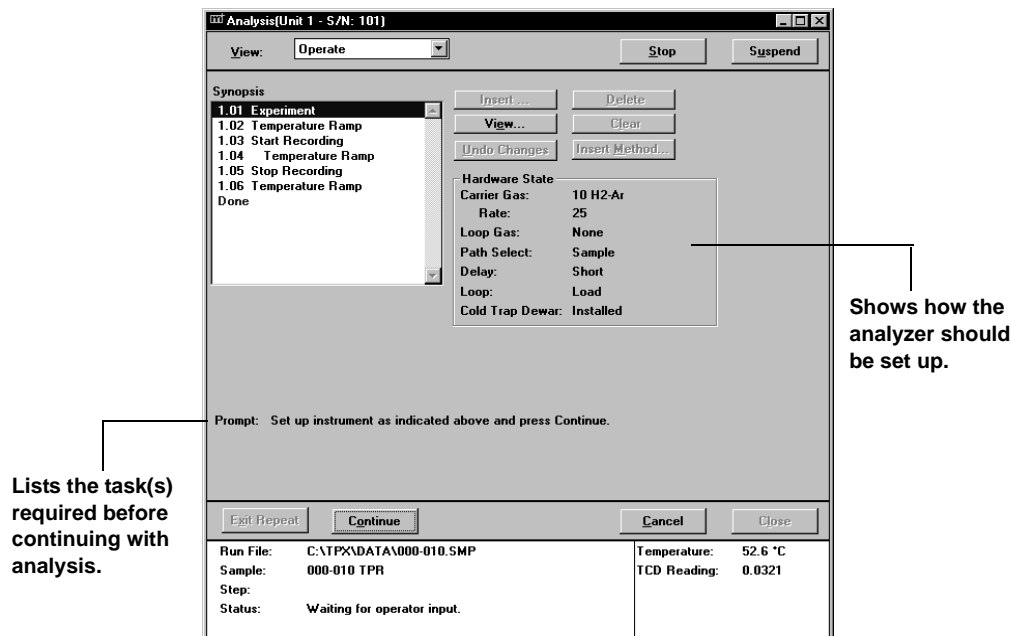 Analysis(Unit 1 - S/N: 101)
View: Operate Stop Suspend
Synopsis
1.01 Experiment
1.02 Temperature Ramp
1.03 Start Recording
1.04 Temperature Ramp
1.05 Stop Recording
1.06 Temperature Ramp
Done
Insert ... Delete
View... Clear
Undo Changes Insert Method...
Hardware State
Carrier Gas: 10 H2-Ar
Rate: 25
Loop Gas: None
Path Select: Sample
Delay: Short
Loop: Load
Cold Trap Dewar: Installed
Shows how the
analyzer should
be set up.
Prompt: Set up instrument as indicated above and press Continue.
Lists the task(s)
required before
continuing with
analysis.
Exit Repeat Continue Cancel Close
Run File: C:\TPX\DATA\000-010.SMP
Sample: 000-010 TPR
Step:
Status: Waiting for operator input.
Temperature: 52.6 °C
TCD Reading: 0.0321